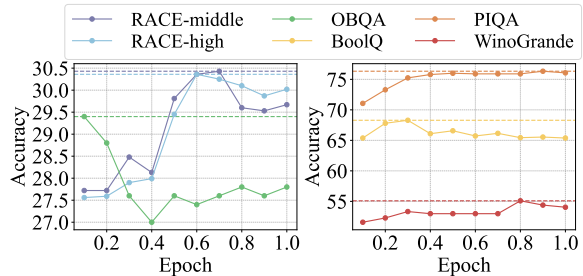 RACE-middle OBQA PIQA
RACE-high BoolQ WinoGrande
Accuracy
30.5
30.0
29.5
29.0
28.5
28.0
27.5
27.0
0.2 0.4 0.6 0.8 1.0
Epoch
Accuracy
75
70
65
55
0.2 0.4 0.6 0.8 1.0
Epoch